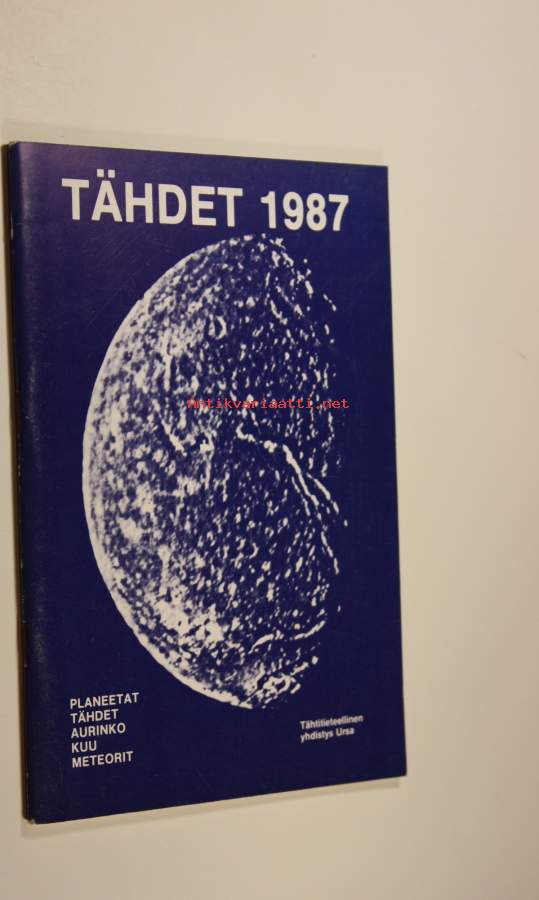 TÄHDET 1987
Antikvariaatti.net
PLANEETAT
TÄHDET
AURINKO
KUU
METEORIT
Tähtitieteellinen
yhdistys Ursa